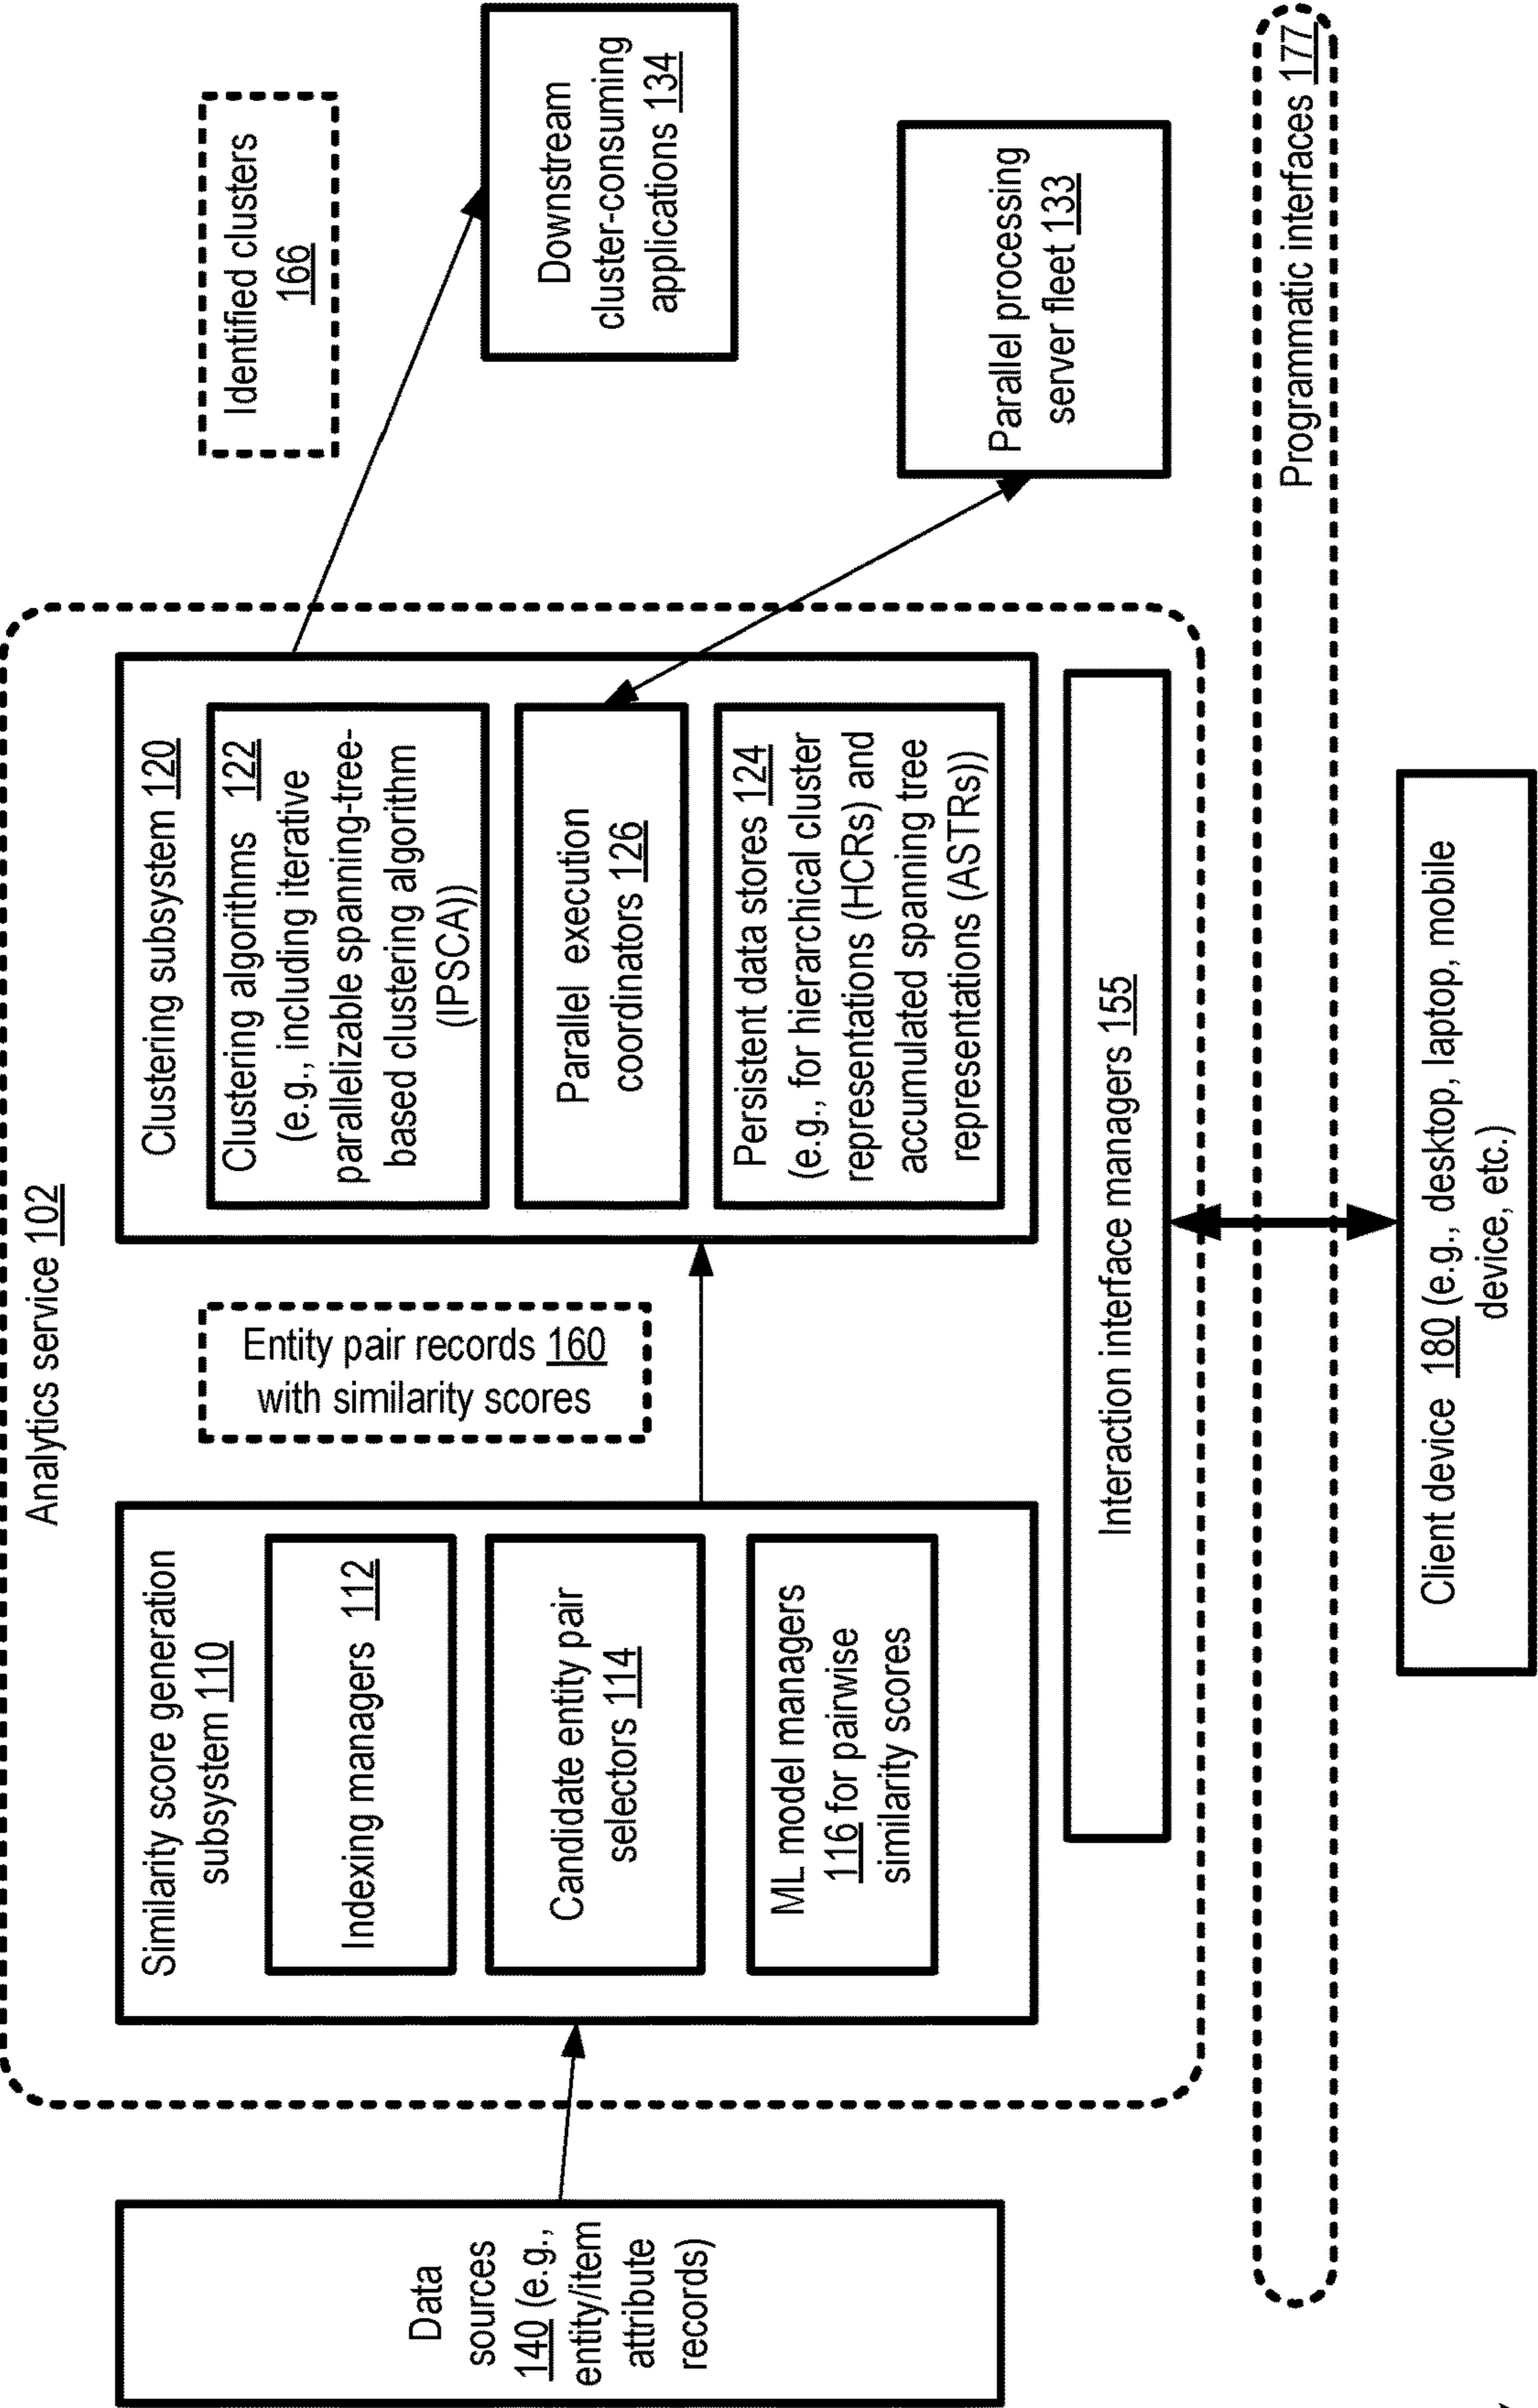 Analytics service 102
Data
sources
140 (e.g.,
entity/item
attribute
records)
Similarity score generation
subsystem 110
Indexing managers 112
Candidate entity pair
selectors 114
ML model managers
116 for pairwise
similarity scores
Entity pair records 160
with similarity scores
Clustering subsystem 120
Clustering algorithms 122
(e.g., including iterative
parallelizable spanning-tree-
based clustering algorithm
(IPSCA))
Parallel execution
coordinators 126
Persistent data stores 124
(e.g., for hierarchical cluster
representations (HCRs) and
accumulated spanning tree
representations (ASTRs))
Identified clusters
166
Downstream
cluster-consuming
applications 134
Parallel processing
server fleet 133
Interaction interface managers 155
Programmatic interfaces 177
Client device 180 (e.g., desktop, laptop, mobile
device, etc.)